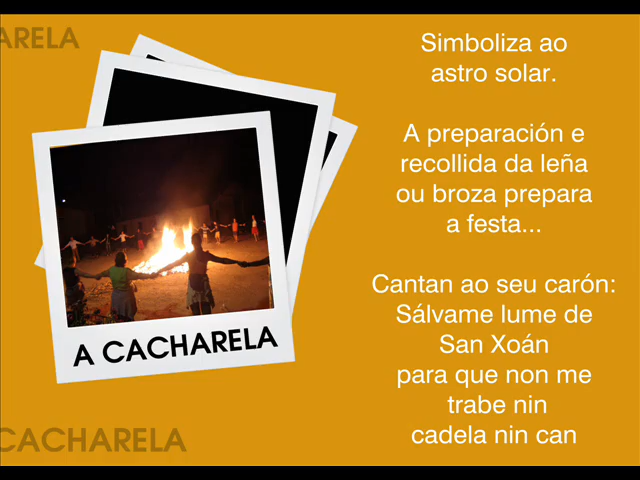 ARELA
Simboliza ao
astro solar.
A preparación e
recollida da leña
ou broza prepara
a festa...
Cantan ao seu carón:
Sálvame lume de
San Xoán
para que non me
trabe nin
cadela nin can
A CACHARELA
CACHARELA